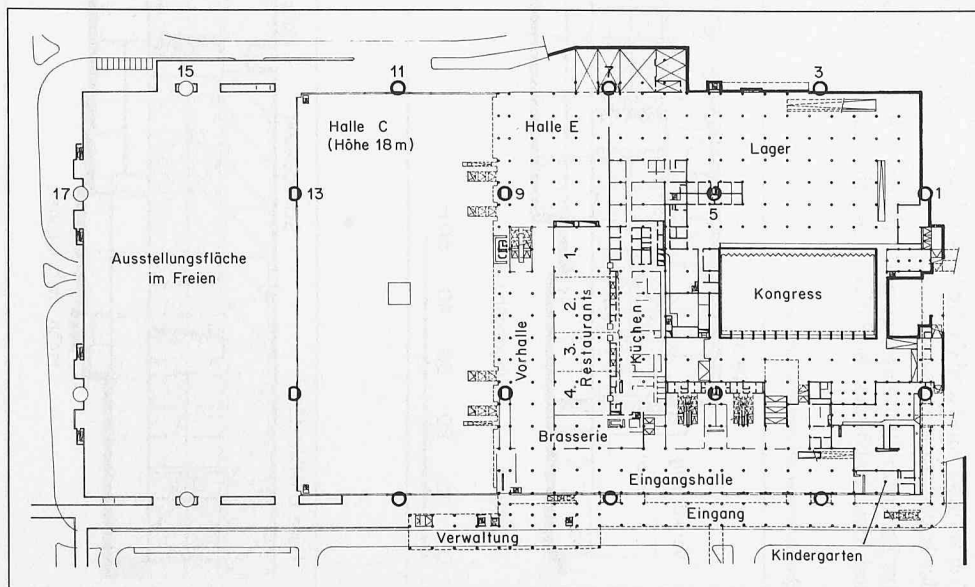 15
11
7
3
Halle C
(Höhe 18 m)
Halle E
Lager
17
13
9
5
1
Ausstellungsfläche
im Freien
Kongress
Vorhalle
1.
2.
3.
4.
Restaurants
Küchen
Brasserie
Eingangshalle
Eingang
Verwaltung
Kindergarten